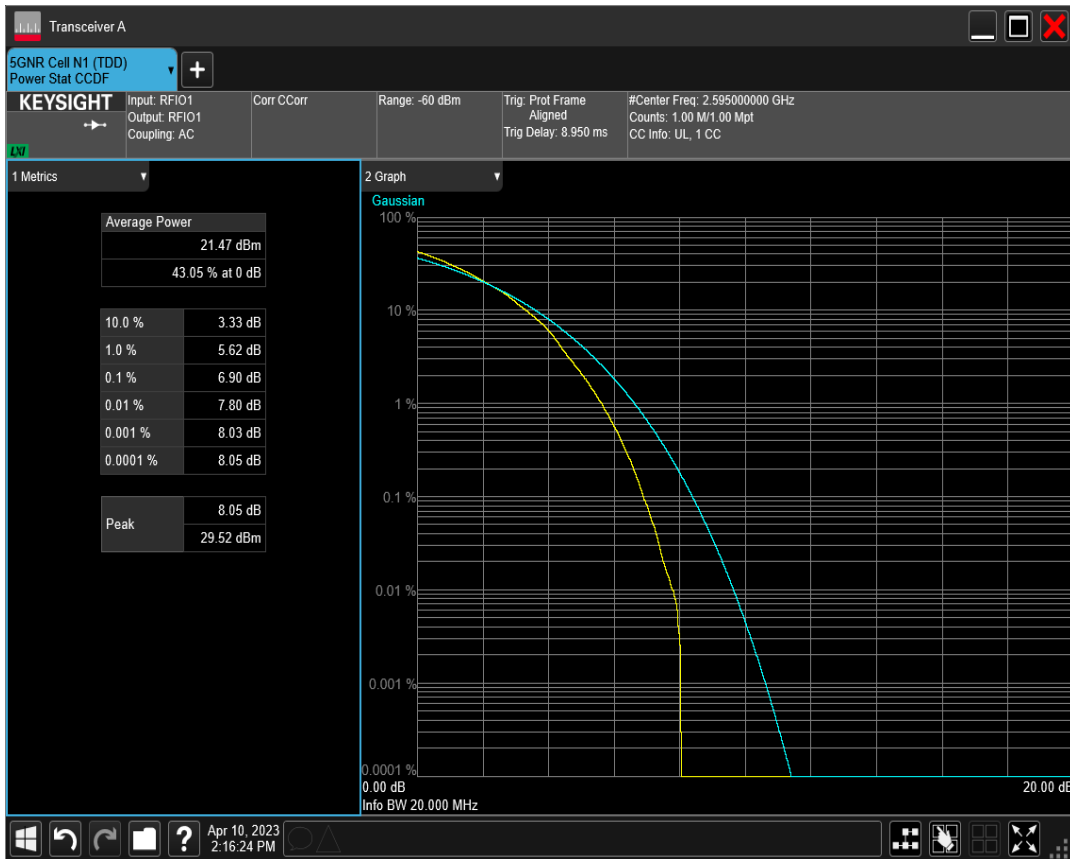 Transceiver A
5GNR Cell N1 (TDD)
Power Stat CCDF
KEYSIGHT
LXI
Input: RFIO1
Output: RFIO1
Coupling: AC
Corr CCorr
Range: -60 dBm
Trig: Prot Frame
Aligned
Trig Delay: 8.950 ms
#Center Freq: 2.595000000 GHz
Counts: 1.00 M/1.00 Mpt
CC Info: UL, 1 CC
1 Metrics
Average Power
21.47 dBm
43.05 % at 0 dB
10.0 % 3.33 dB
1.0 % 5.62 dB
0.1 % 6.90 dB
0.01 % 7.80 dB
0.001 % 8.03 dB
0.0001 % 8.05 dB
Peak
8.05 dB
29.52 dBm
2 Graph
Gaussian
100 %
10 %
1 %
0.1 %
0.01 %
0.001 %
0.0001 %
0.00 dB 20.00 dB
Info BW 20.000 MHz
?
Apr 10, 2023
2:16:24 PM